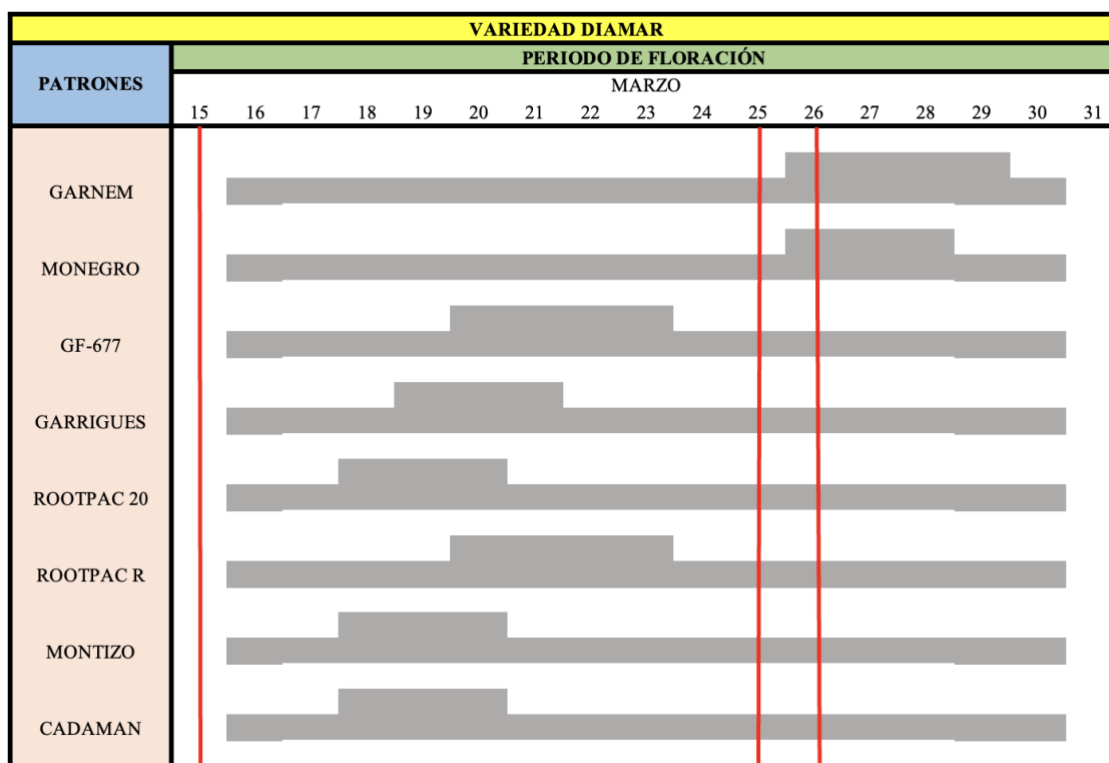 VARIEDAD DIAMAR
PERIODO DE FLORACIÓN
PATRONES
MARZO
15 16 17 18 19 20 21 22 23 24 25 26 27 28 29 30 31
GARNEM
MONEGRO
GF-677
GARRIGUES
ROOTPAC 20
ROOTPAC R
MONTIZO
CADAMAN